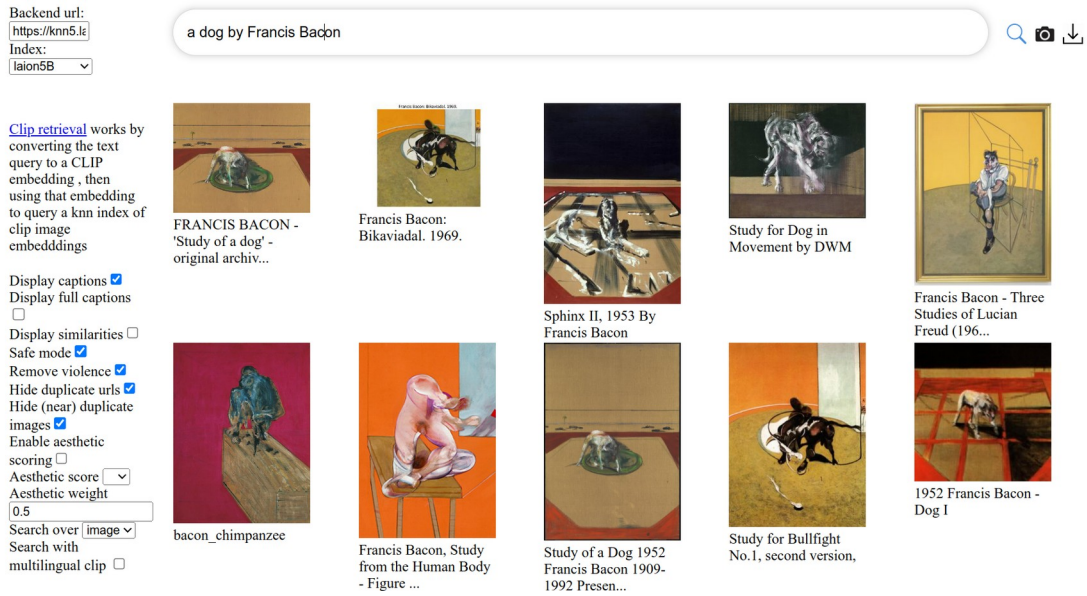 Backend url:
https://knn5.la
Index:
laion5B
a dog by Francis Bacon
Clip retrieval works by
converting the text
query to a CLIP
embedding , then
using that embedding
to query a knn index of
clip image
embedddings
Display captions
Display full captions
Display similarities
Safe mode
Remove violence
Hide duplicate urls
Hide (near) duplicate
images
Enable aesthetic
scoring
Aesthetic score
Aesthetic weight
0.5
Search over image
Search with
multilingual clip
FRANCIS BACON -
'Study of a dog' -
original archiv...
Francis Bacon: Bikaviadal. 1969.
Francis Bacon:
Bikaviadal. 1969.
Sphinx II, 1953 By
Francis Bacon
Study for Dog in
Movement by DWM
Francis Bacon - Three
Studies of Lucian
Freud (196...
bacon_chimpanzee
Francis Bacon, Study
from the Human Body
- Figure ...
Study of a Dog 1952
Francis Bacon 1909-
1992 Presen...
Study for Bullfight
No.1, second version,
1952 Francis Bacon -
Dog I